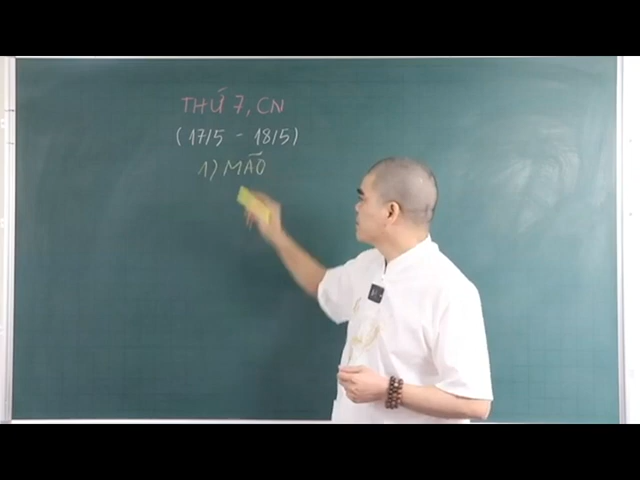 THỨ 7, CN
(17/5 - 18/5)
1) MÃO